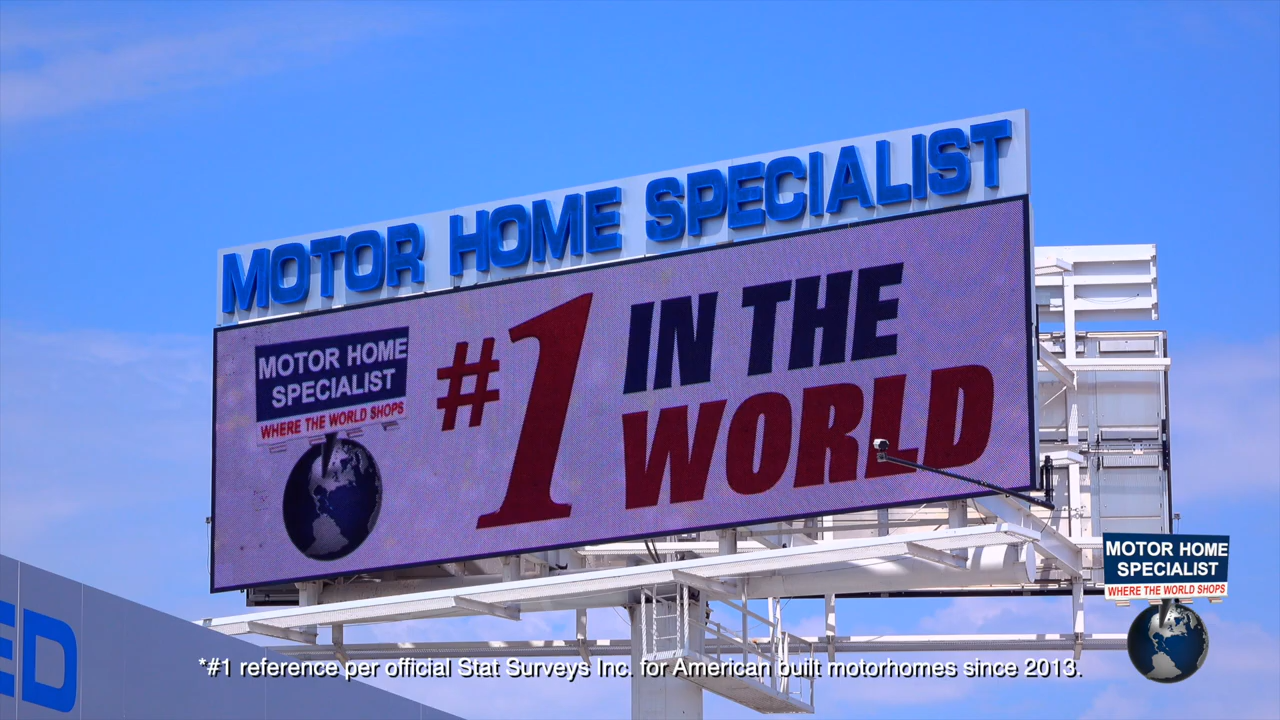 MOTOR HOME SPECIALIST
MOTOR HOME
SPECIALIST
WHERE THE WORLD SHOPS
#1 IN THE
WORLD
ED
MOTOR HOME
SPECIALIST
WHERE THE WORLD SHOPS
*#1 reference per official Stat Surveys Inc. for American built motorhomes since 2013.